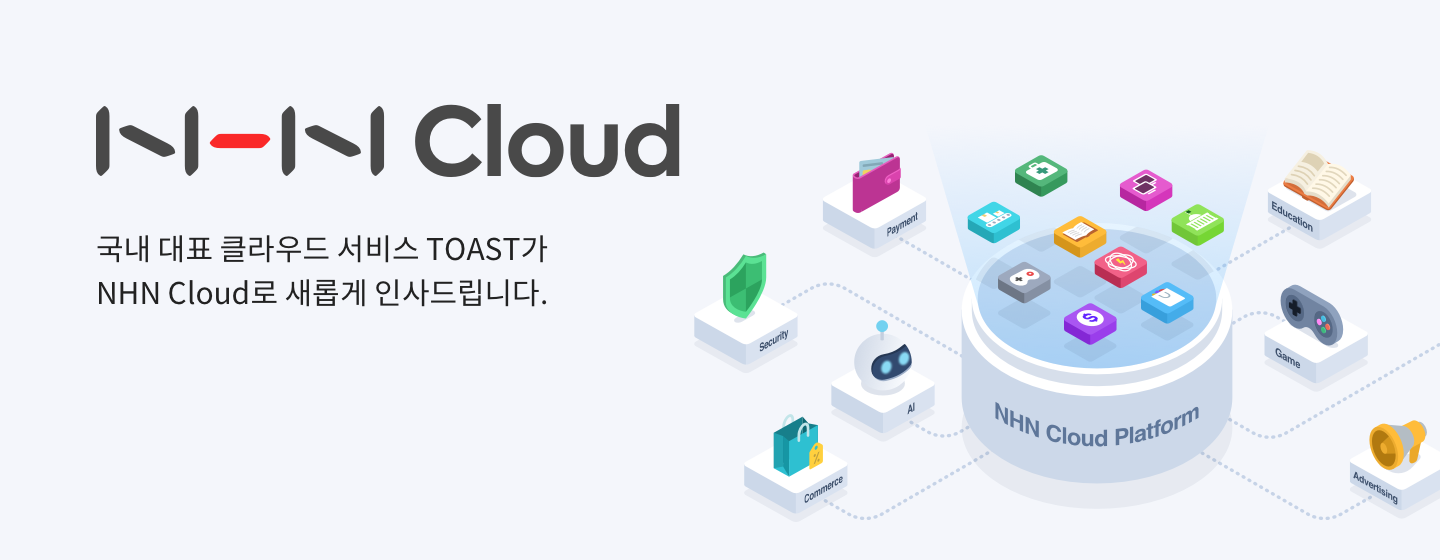 NHN Cloud
국내 대표 클라우드 서비스 TOAST가
NHN Cloud로 새롭게 인사드립니다.
Payment
Education
Security
Game
AI
NHN Cloud Platform
Commerce
Advertising